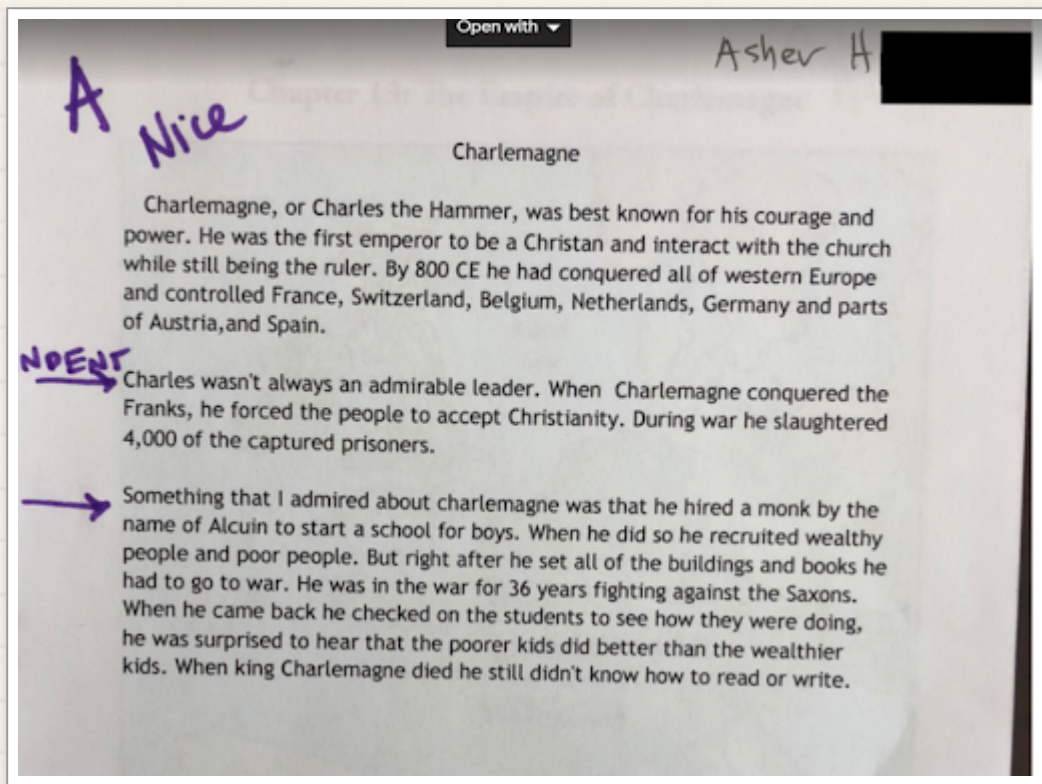 Open with
Asher H
A
Nice
Charlemagne
Charlemagne, or Charles the Hammer, was best known for his courage and
power. He was the first emperor to be a Christan and interact with the church
while still being the ruler. By 800 CE he had conquered all of western Europe
and controlled France, Switzerland, Belgium, Netherlands, Germany and parts
of Austria,and Spain.
NDENT
Charles wasn't always an admirable leader. When  Charlemagne conquered the
Franks, he forced the people to accept Christianity. During war he slaughtered
4,000 of the captured prisoners.
Something that I admired about charlemagne was that he hired a monk by the
name of Alcuin to start a school for boys. When he did so he recruited wealthy
people and poor people. But right after he set all of the buildings and books he
had to go to war. He was in the war for 36 years fighting against the Saxons.
When he came back he checked on the students to see how they were doing,
he was surprised to hear that the poorer kids did better than the wealthier
kids. When king Charlemagne died he still didn't know how to read or write.